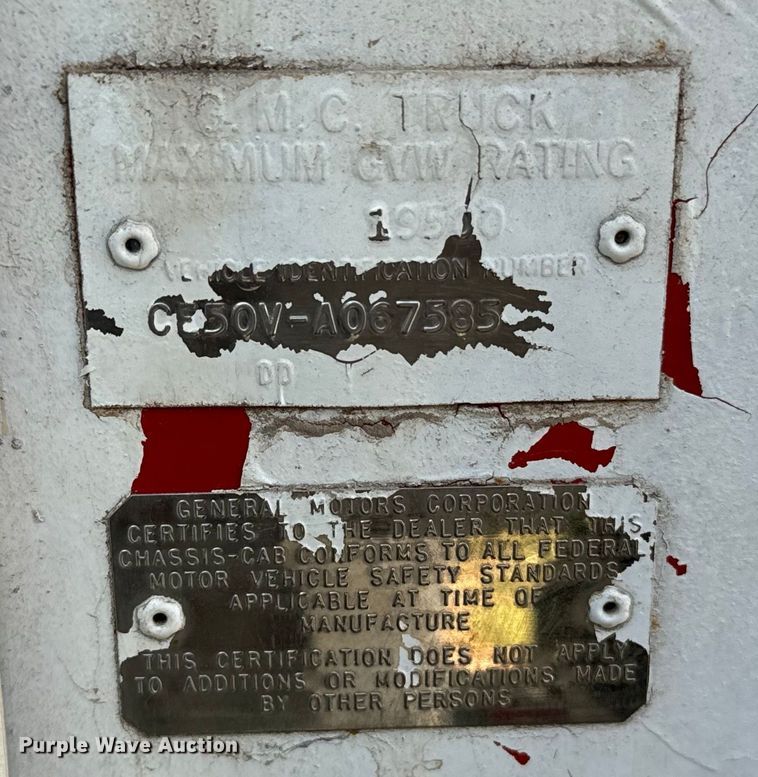 G.M.C. TRUCK
MAXIMUM GVW RATING
19500
VEHICLE IDENTIFICATION NUMBER
CE50V-A067585
DD
GENERAL MOTORS CORPORATION
CERTIFIES TO THE DEALER THAT THIS
CHASSIS-CAB CONFORMS TO ALL FEDERAL
MOTOR VEHICLE SAFETY STANDARDS
APPLICABLE AT TIME OF
MANUFACTURE
THIS CERTIFICATION DOES NOT APPLY
TO ADDITIONS OR MODIFICATIONS MADE
BY OTHER PERSONS
Purple Wave Auction